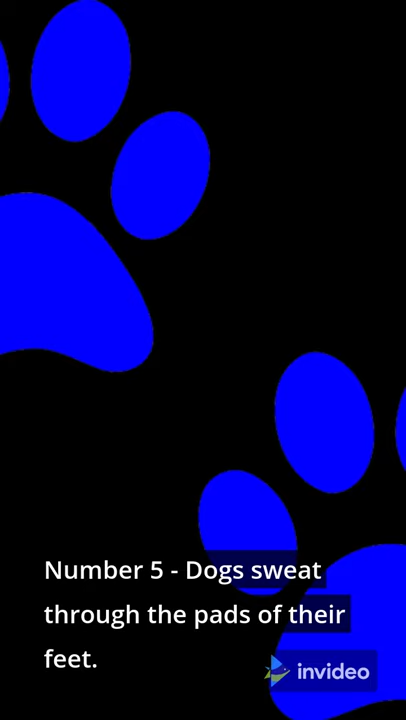 Number 5 - Dogs sweat
through the pads of their
feet.
invideo